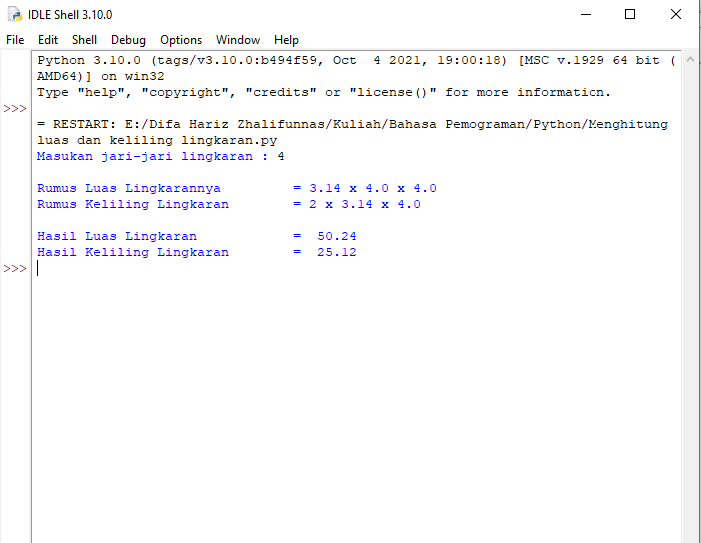 IDLE Shell 3.10.0
File Edit Shell Debug Options Window Help
Python 3.10.0 (tags/v3.10.0:b494f59, Oct  4 2021, 19:00:18) [MSC v.1929 64 bit (
AMD64)] on win32
Type "help", "copyright", "credits" or "license()" for more information.
>>>
= RESTART: E:/Difa Hariz Zhalifunnas/Kuliah/Bahasa Pemograman/Python/Menghitung
luas dan keliling lingkaran.py
Masukan jari-jari lingkaran : 4
Rumus Luas Lingkarannya         = 3.14 x 4.0 x 4.0
Rumus Keliling Lingkaran        = 2 x 3.14 x 4.0
Hasil Luas Lingkaran            =  50.24
Hasil Keliling Lingkaran        =  25.12
>>>